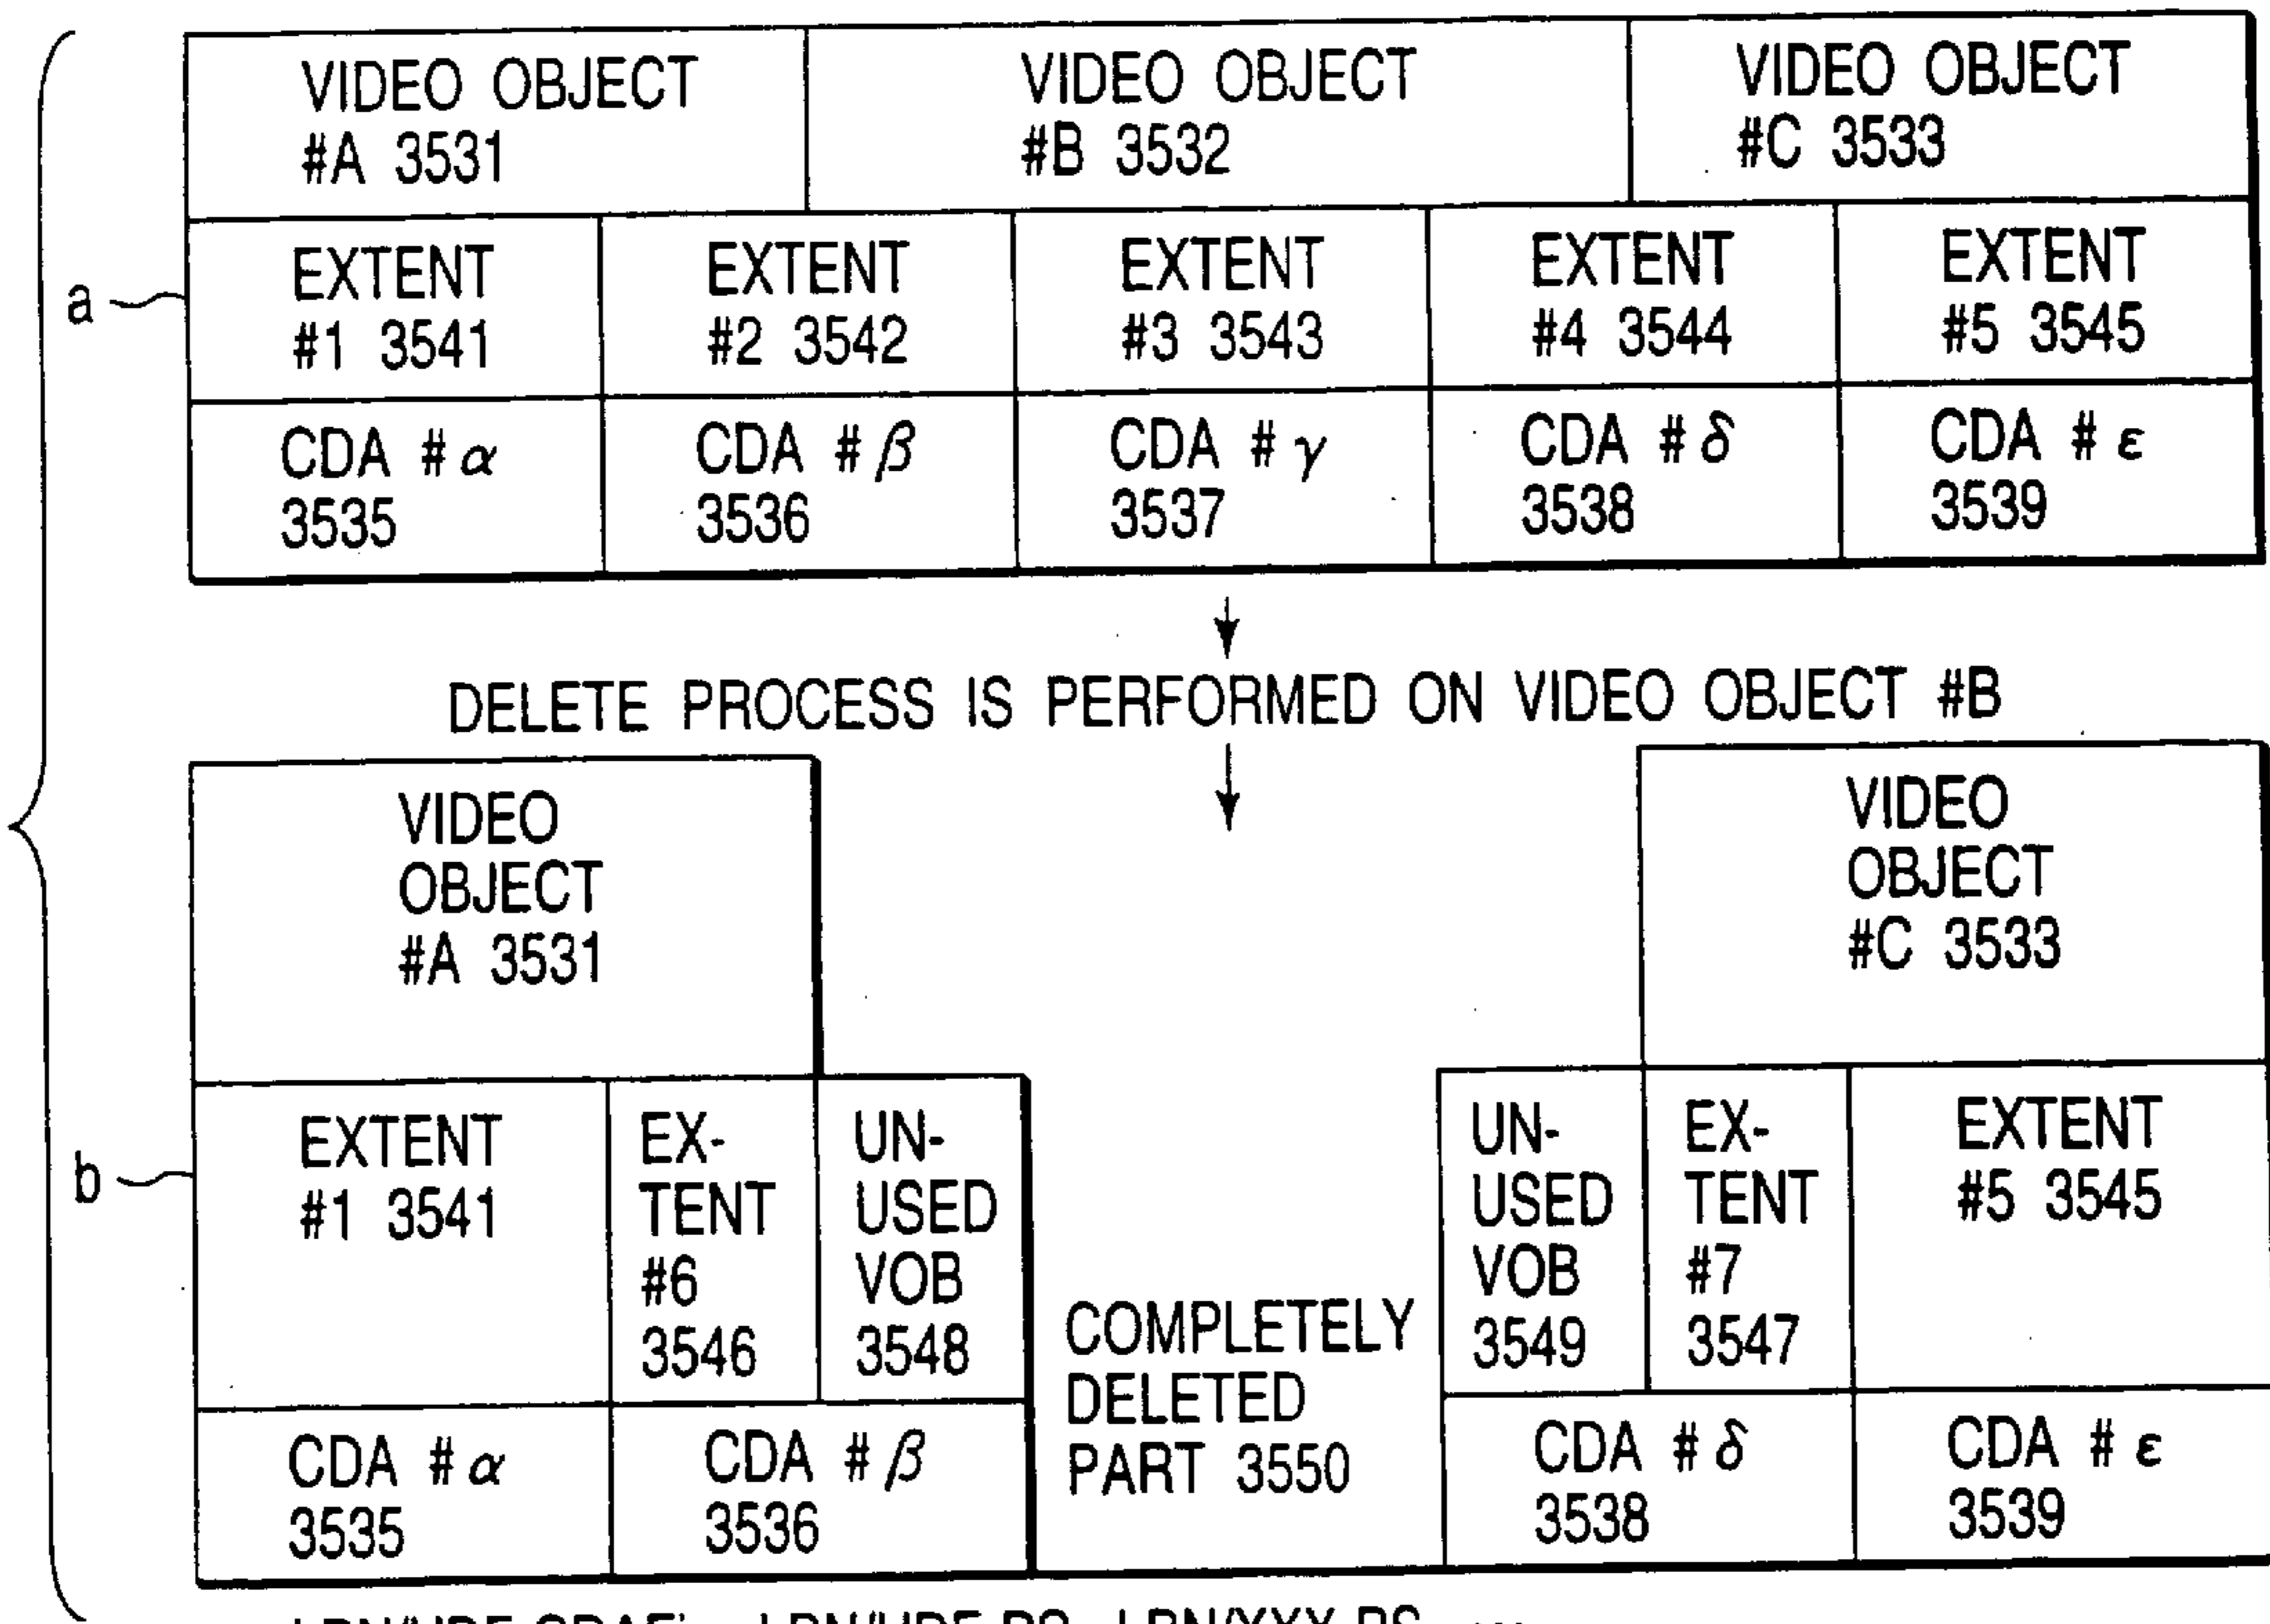 VIDEO OBJECT
#A 3531
VIDEO OBJECT
#B 3532
VIDEO OBJECT
#C 3533
a
EXTENT
#1 3541
EXTENT
#2 3542
EXTENT
#3 3543
EXTENT
#4 3544
EXTENT
#5 3545
CDA #α
3535
CDA #β
3536
CDA #γ
3537
CDA #δ
3538
CDA #ε
3539
DELETE PROCESS IS PERFORMED ON VIDEO OBJECT #B
VIDEO
OBJECT
#A 3531
VIDEO
OBJECT
#C 3533
b
EXTENT
#1 3541
EX-
TENT
#6
3546
UN-
USED
VOB
3548
COMPLETELY
DELETED
PART 3550
UN-
USED
VOB
3549
EX-
TENT
#7
3547
EXTENT
#5 3545
CDA #α
3535
CDA #β
3536
CDA #δ
3538
CDA #ε
3539